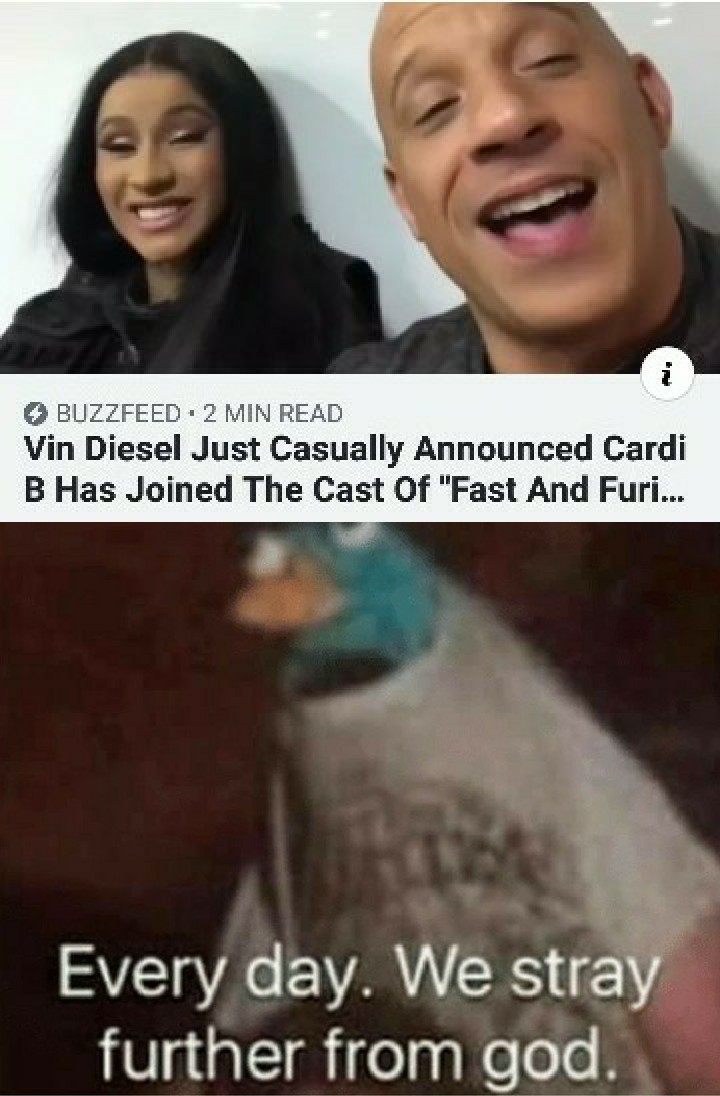 BUZZFEED • 2 MIN READ
Vin Diesel Just Casually Announced Cardi
B Has Joined The Cast Of "Fast And Furi...
Every day. We stray
further from god.